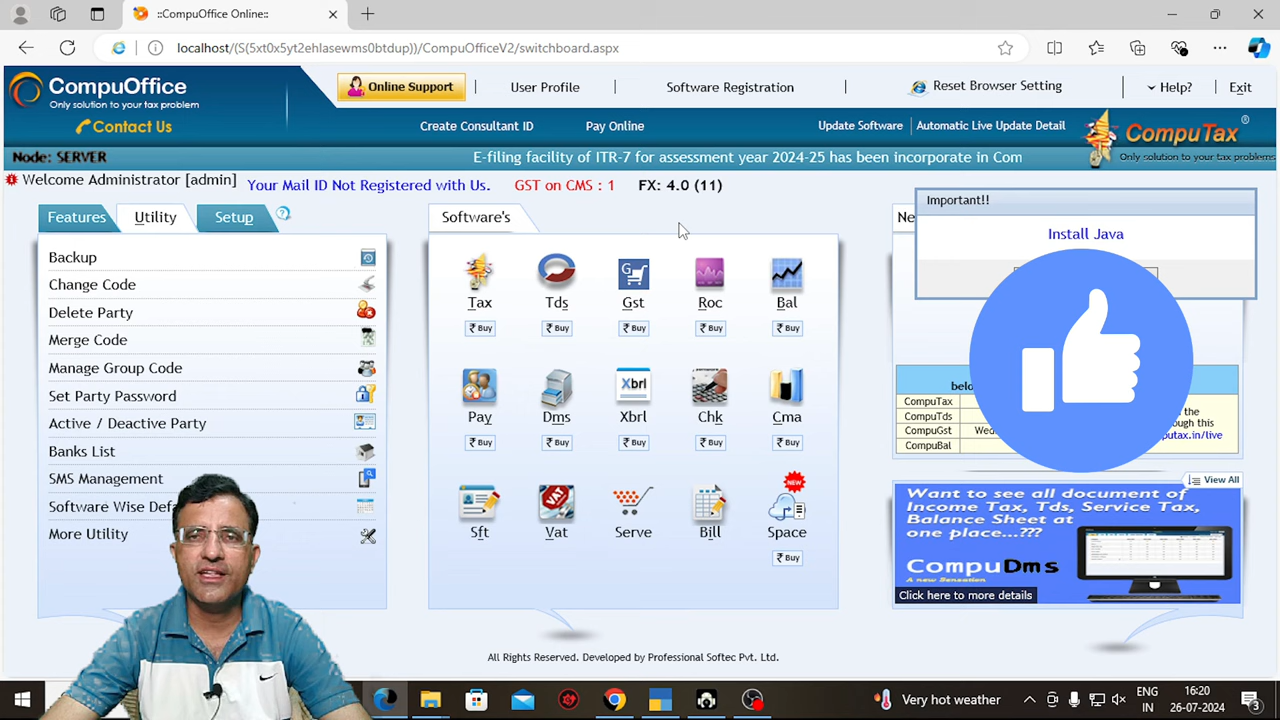 ::CompuOffice Online::
localhost/(S(5xt0x5yt2ehlasewms0btdup))/CompuOfficeV2/switchboard.aspx
CompuOffice
Only solution to your tax problem
Contact Us
Online Support
User Profile
Software Registration
Reset Browser Setting
Help?
Exit
Create Consultant ID
Pay Online
Update Software
Automatic Live Update Detail
CompuTax
®
Only solution to your tax problems
Node: SERVER
E-filing facility of ITR-7 for assessment year 2024-25 has been incorporate in Com
Welcome Administrator [admin]
Your Mail ID Not Registered with Us.
GST on CMS : 1
FX: 4.0 (11)
Features
Utility
Setup
Backup
Change Code
Delete Party
Merge Code
Manage Group Code
Set Party Password
Active / Deactive Party
Banks List
SMS Management
Software Wise
More Utility
Software's
Tax
Tds
Gst
Roc
Bal
₹ Buy
₹ Buy
₹ Buy
₹ Buy
₹ Buy
Pay
Dms
Xbrl
Xbrl
Chk
Cma
₹ Buy
₹ Buy
₹ Buy
₹ Buy
₹ Buy
NEW
VAT
Sft
Vat
Serve
Bill
Space
₹ Buy
Important!!
Install Java
CompuTax
CompuTds
CompuGst
CompuBal
the
this
View All
Want to see all document of
Income Tax, Tds, Service Tax,
Balance Sheet at
one place...???
CompuDms
A new Sensation
Click here to more details
All Rights Reserved. Developed by Professional Softec Pvt. Ltd.
Very hot weather
ENG
IN
16:20
26-07-2024
3